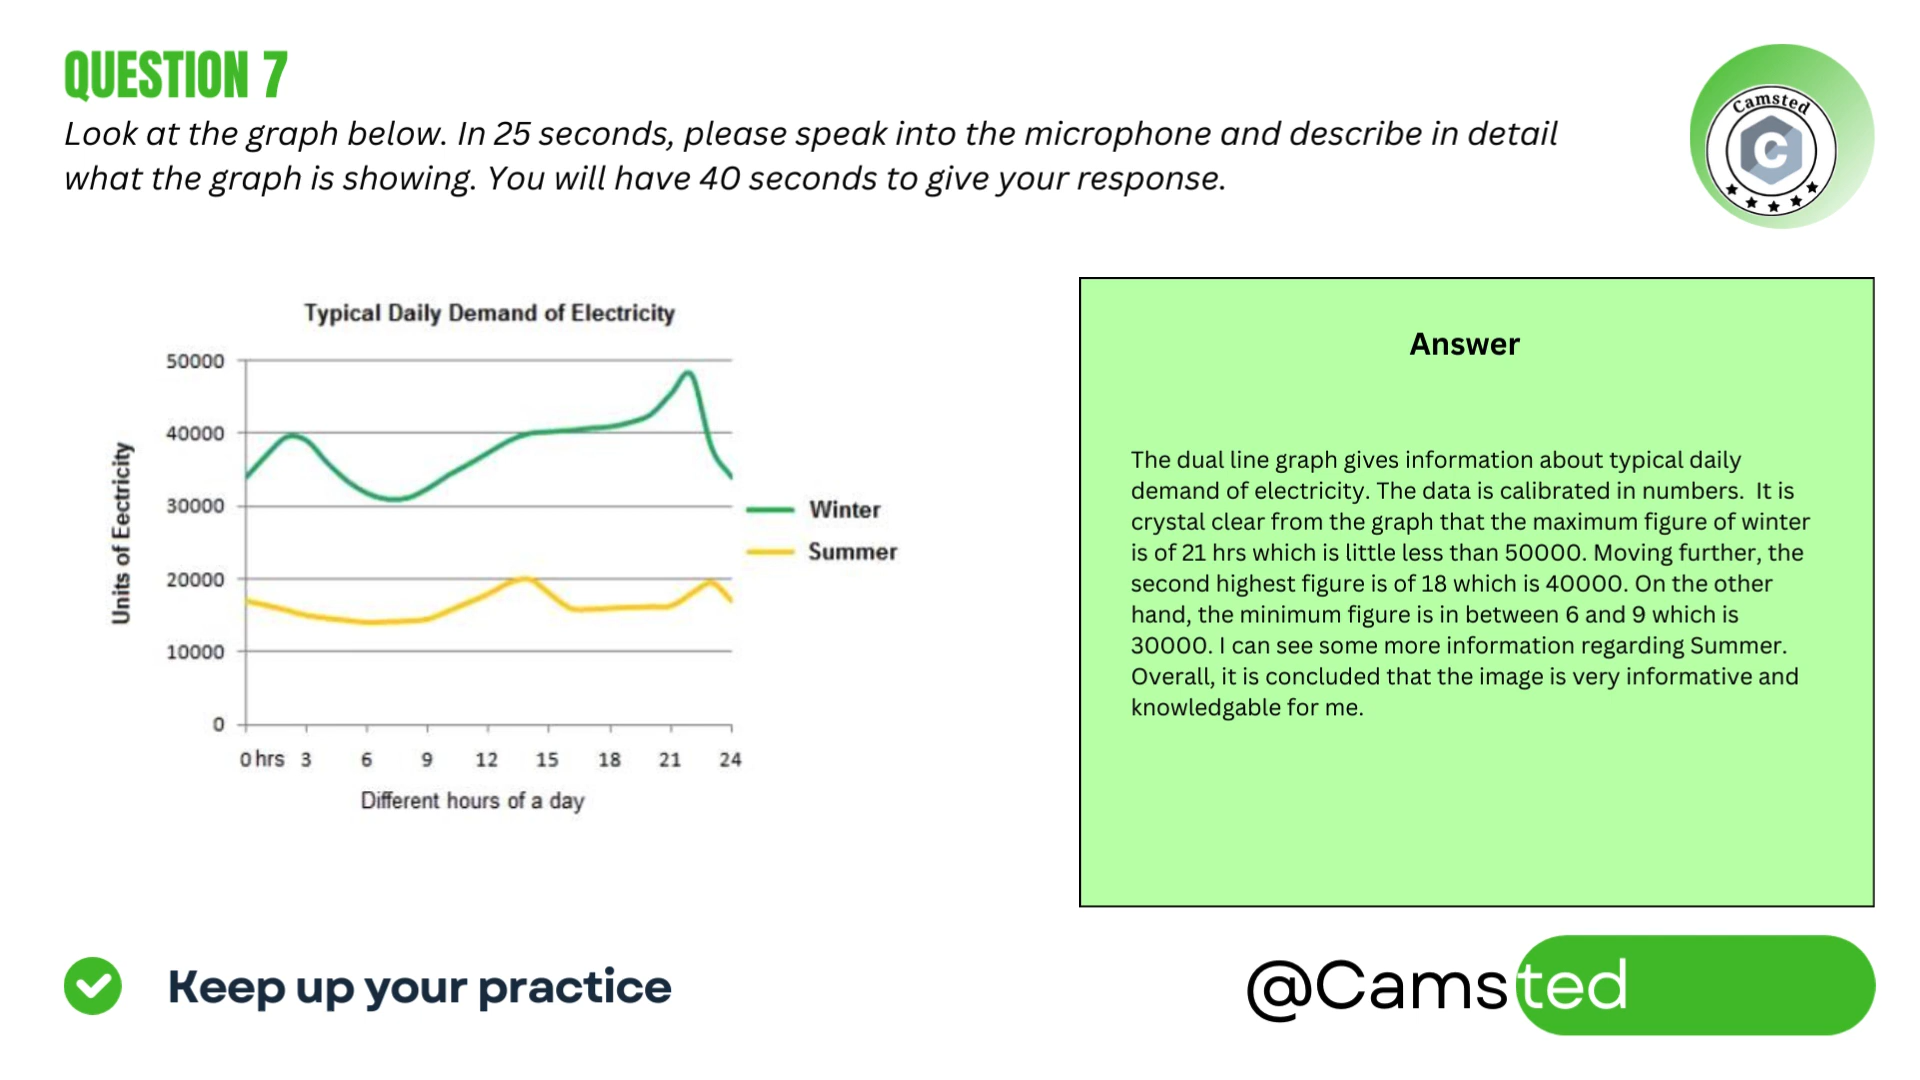 QUESTION 7
Look at the graph below. In 25 seconds, please speak into the microphone and describe in detail
what the graph is showing. You will have 40 seconds to give your response.
Camsted
C
Typical Daily Demand of Electricity
50000
40000
30000
20000
10000
0
Units of Eectricity
0 hrs 3 6 9 12 15 18 21 24
Different hours of a day
Winter
Summer
Answer
The dual line graph gives information about typical daily
demand of electricity. The data is calibrated in numbers.  It is
crystal clear from the graph that the maximum figure of winter
is of 21 hrs which is little less than 50000. Moving further, the
second highest figure is of 18 which is 40000. On the other
hand, the minimum figure is in between 6 and 9 which is
30000. I can see some more information regarding Summer.
Overall, it is concluded that the image is very informative and
knowledgable for me.
Keep up your practice
@Camsted